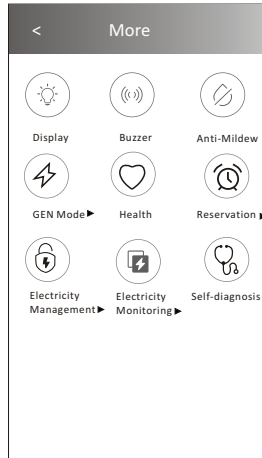 < More
Display Buzzer Anti-Mildew
GEN Mode▶ Health Reservation
Electricity Electricity Self-diagnosis
Management▶ Monitoring▶